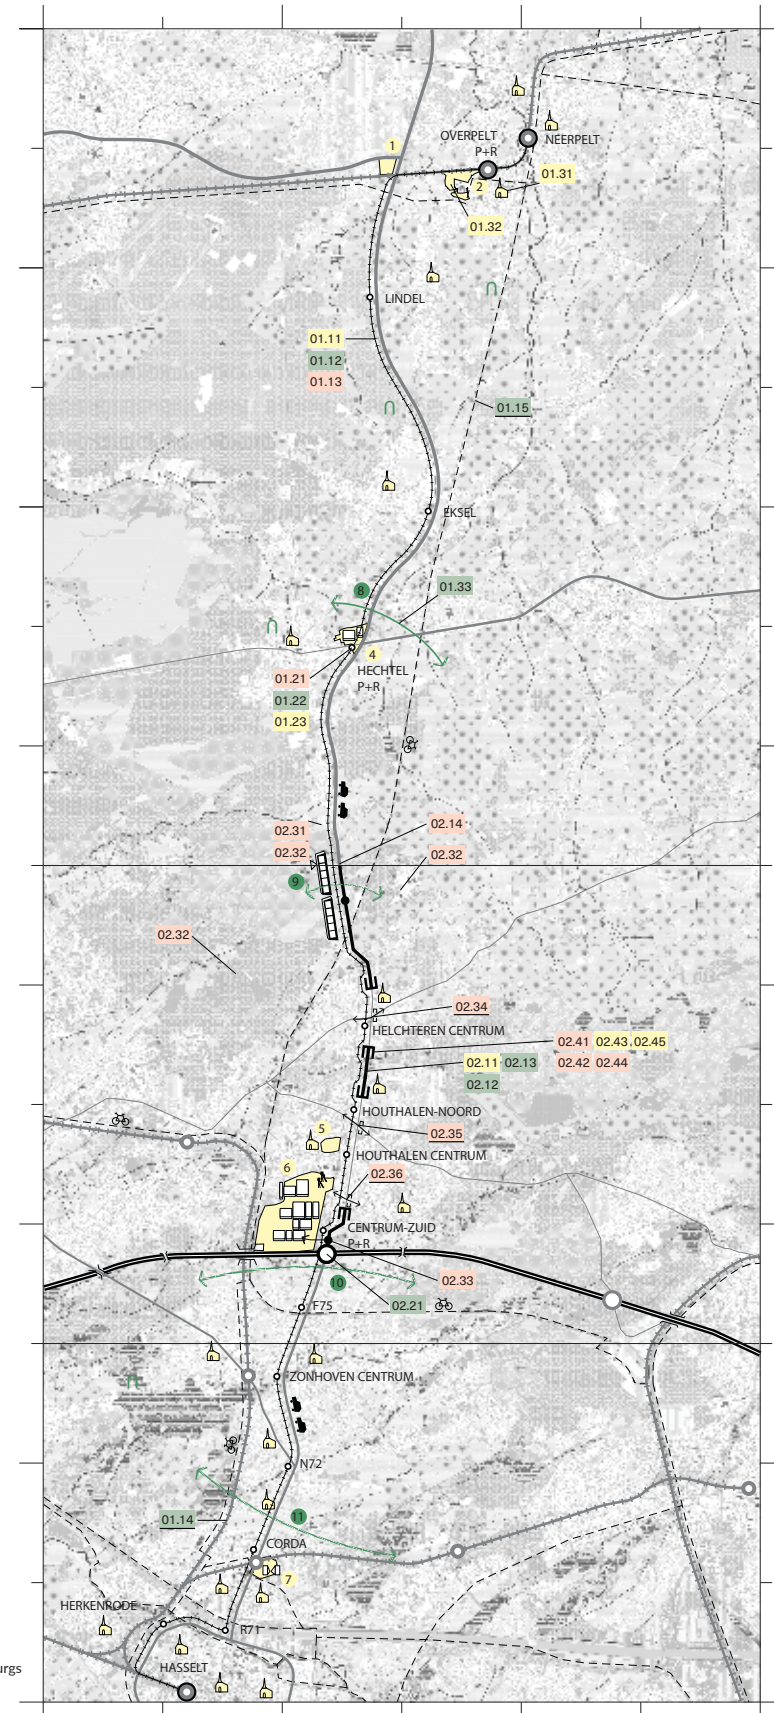 1
OVERPELT
P+R
NEERPELT
01.31
2
01.32
LINDEL
01.11
01.12
01.13
01.15
EKSEL
8
01.33
4
HECHTEL
P+R
01.21
01.22
01.23
02.31
02.14
02.32
02.32
9
02.32
02.34
HELCHTEREN CENTRUM
02.41 02.43 02.45
02.11 02.13 02.42 02.44
02.12
HOUTHALEN-NOORD
5
02.35
HOUTHALEN CENTRUM
6
02.36
CENTRUM-ZUID
P+R
10
02.33
F75
02.21
ZONHOVEN CENTRUM
N72
11
01.14
CORDA
7
HERKENRODE
R71
HASSELT
urgs